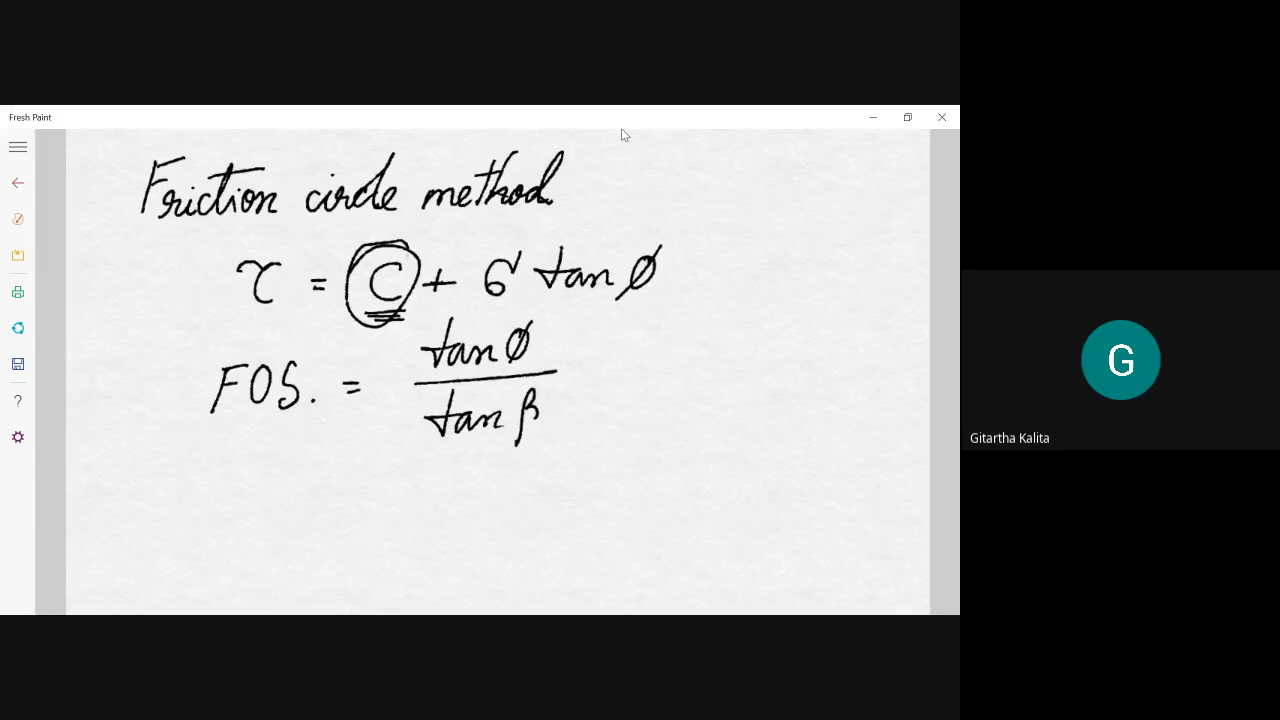 Fresh Paint
Friction circle method
τ = C + σ tan φ
FOS. = tan φ / tan β
?
G
Gitartha Kalita